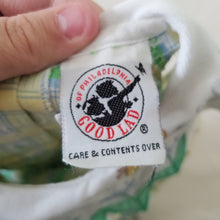 OF PHILADELPHIA
GOOD LAD
®
CARE & CONTENTS OVER